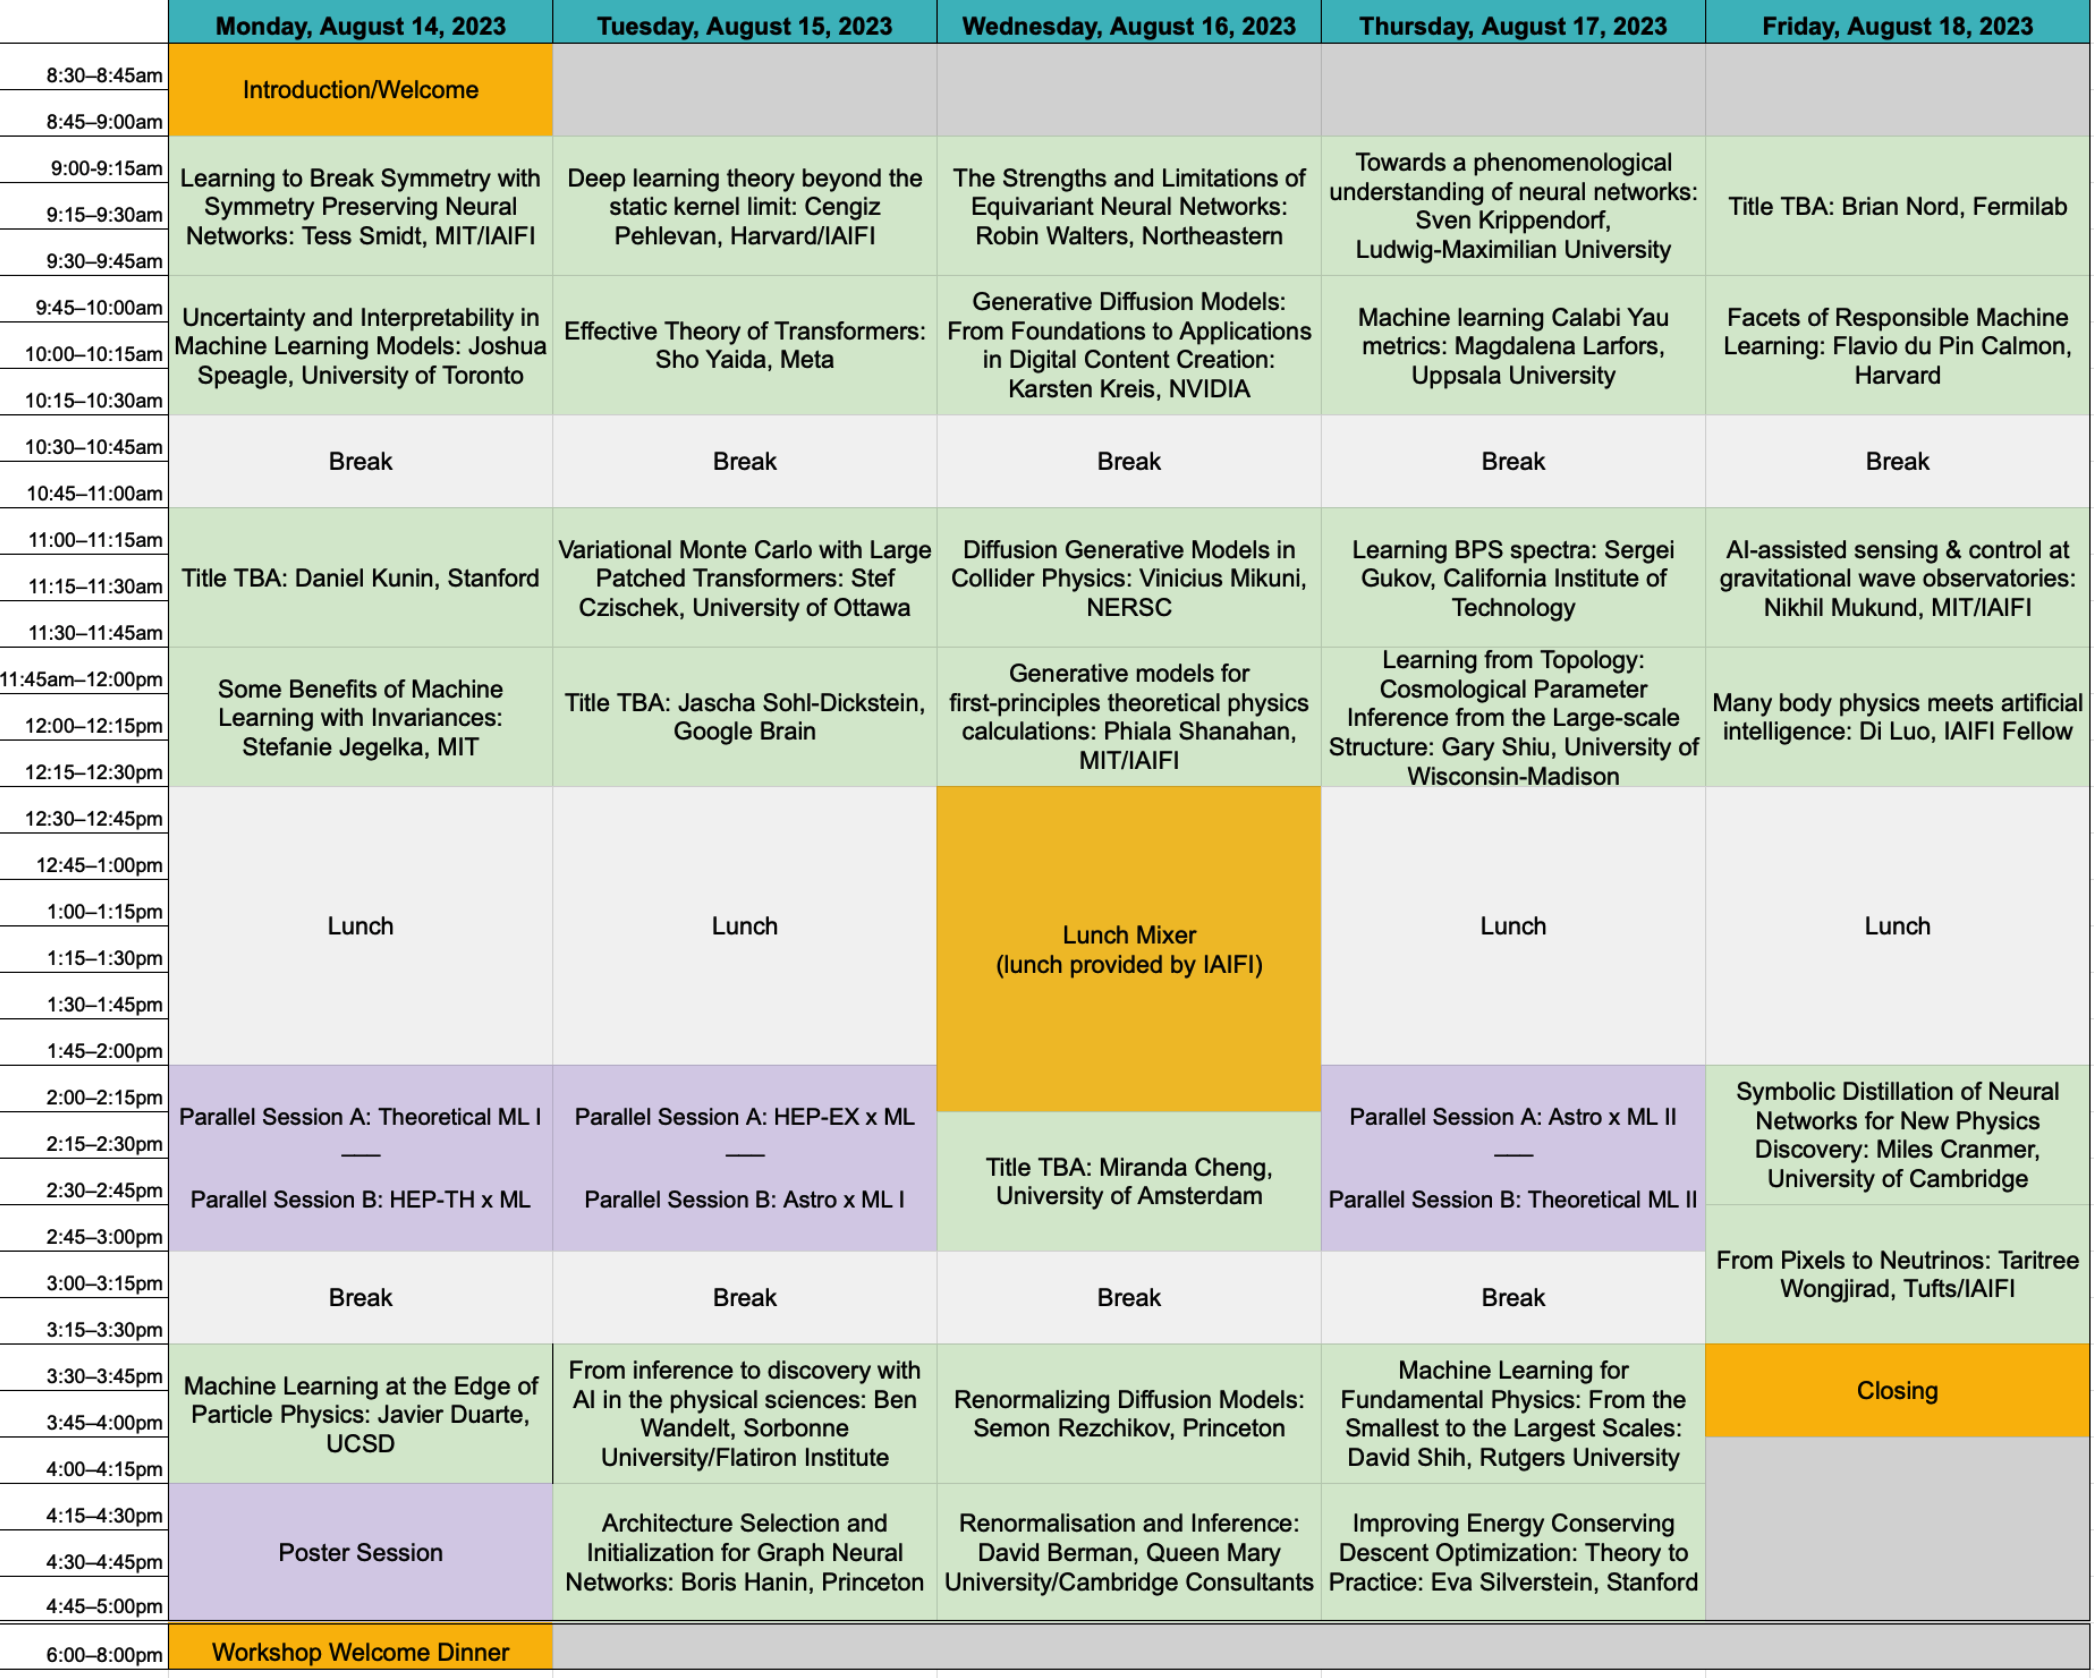 Monday, August 14, 2023
Tuesday, August 15, 2023
Wednesday, August 16, 2023
Thursday, August 17, 2023
Friday, August 18, 2023
8:30–8:45am
8:45–9:00am
Introduction/Welcome
9:00-9:15am
9:15–9:30am
9:30–9:45am
Learning to Break Symmetry with
Symmetry Preserving Neural
Networks: Tess Smidt, MIT/IAIFI
Deep learning theory beyond the
static kernel limit: Cengiz
Pehlevan, Harvard/IAIFI
The Strengths and Limitations of
Equivariant Neural Networks:
Robin Walters, Northeastern
Towards a phenomenological
understanding of neural networks:
Sven Krippendorf,
Ludwig-Maximilian University
Title TBA: Brian Nord, Fermilab
9:45–10:00am
10:00–10:15am
10:15–10:30am
Uncertainty and Interpretability in
Machine Learning Models: Joshua
Speagle, University of Toronto
Effective Theory of Transformers:
Sho Yaida, Meta
Generative Diffusion Models:
From Foundations to Applications
in Digital Content Creation:
Karsten Kreis, NVIDIA
Machine learning Calabi Yau
metrics: Magdalena Larfors,
Uppsala University
Facets of Responsible Machine
Learning: Flavio du Pin Calmon,
Harvard
10:30–10:45am
10:45–11:00am
Break
Break
Break
Break
Break
11:00–11:15am
11:15–11:30am
11:30–11:45am
Title TBA: Daniel Kunin, Stanford
Variational Monte Carlo with Large
Patched Transformers: Stef
Czischek, University of Ottawa
Diffusion Generative Models in
Collider Physics: Vinicius Mikuni,
NERSC
Learning BPS spectra: Sergei
Gukov, California Institute of
Technology
AI-assisted sensing & control at
gravitational wave observatories:
Nikhil Mukund, MIT/IAIFI
11:45am–12:00pm
12:00–12:15pm
12:15–12:30pm
Some Benefits of Machine
Learning with Invariances:
Stefanie Jegelka, MIT
Title TBA: Jascha Sohl-Dickstein,
Google Brain
Generative models for
first-principles theoretical physics
calculations: Phiala Shanahan,
MIT/IAIFI
Learning from Topology:
Cosmological Parameter
Inference from the Large-scale
Structure: Gary Shiu, University of
Wisconsin-Madison
Many body physics meets artificial
intelligence: Di Luo, IAIFI Fellow
12:30–12:45pm
12:45–1:00pm
1:00–1:15pm
1:15–1:30pm
1:30–1:45pm
1:45–2:00pm
Lunch
Lunch
Lunch Mixer
(lunch provided by IAIFI)
Lunch
Lunch
2:00–2:15pm
2:15–2:30pm
2:30–2:45pm
2:45–3:00pm
Parallel Session A: Theoretical ML I
Parallel Session B: HEP-TH x ML
Parallel Session A: HEP-EX x ML
Parallel Session B: Astro x ML I
Title TBA: Miranda Cheng,
University of Amsterdam
Parallel Session A: Astro x ML II
Parallel Session B: Theoretical ML II
Symbolic Distillation of Neural
Networks for New Physics
Discovery: Miles Cranmer,
University of Cambridge
3:00–3:15pm
3:15–3:30pm
Break
Break
Break
Break
From Pixels to Neutrinos: Taritree
Wongjirad, Tufts/IAIFI
3:30–3:45pm
3:45–4:00pm
4:00–4:15pm
Machine Learning at the Edge of
Particle Physics: Javier Duarte,
UCSD
From inference to discovery with
AI in the physical sciences: Ben
Wandelt, Sorbonne
University/Flatiron Institute
Renormalizing Diffusion Models:
Semon Rezchikov, Princeton
Machine Learning for
Fundamental Physics: From the
Smallest to the Largest Scales:
David Shih, Rutgers University
Closing
4:15–4:30pm
4:30–4:45pm
4:45–5:00pm
Poster Session
Architecture Selection and
Initialization for Graph Neural
Networks: Boris Hanin, Princeton
Renormalisation and Inference:
David Berman, Queen Mary
University/Cambridge Consultants
Improving Energy Conserving
Descent Optimization: Theory to
Practice: Eva Silverstein, Stanford
6:00–8:00pm
Workshop Welcome Dinner